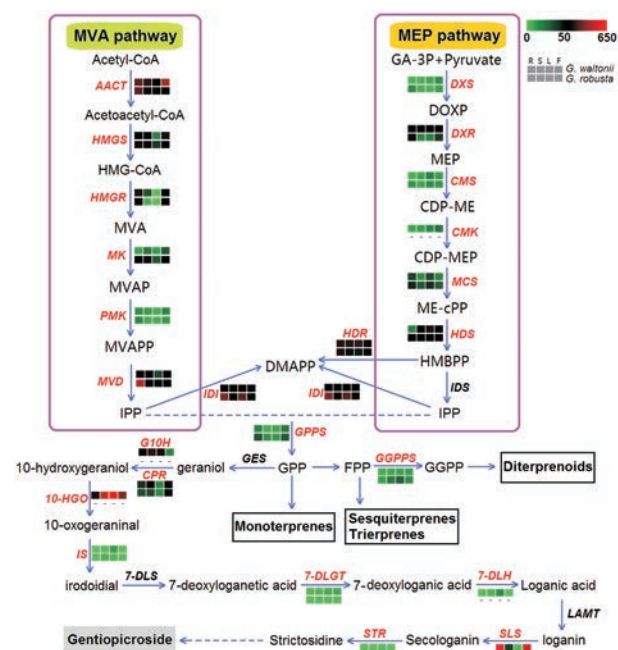 MVA pathway
Acetyl-CoA
AACT
Acetoacetyl-CoA
HMGS
HMG-CoA
HMGR
MVA
MK
MVAP
PMK
MVAPP
MVD
IPP
MEP pathway
GA-3P+Pyruvate
DXS
DOXP
DXR
MEP
CMS
CDP-ME
CMK
CDP-MEP
MCS
ME-cPP
HDS
HMBPP
IDS
IPP
0 50 650
R S L F
G. waltonii
G. robusta
HDR
DMAPP
IDI
IDI
GPPS
G10H
10-hydroxygeraniol
CPR
geraniol
GES
GPP
FPP
GGPPS
GGPP
Diterpenoids
Monoterprenes
Sesquiterprenes
Trierprenes
10-HGO
10-oxogeraninal
IS
irodoidial
7-DLS
7-deoxyloganetic acid
7-DLGT
7-deoxyloganic acid
7-DLH
Loganic acid
LAMT
Gentiopicroside
Strictosidine
STR
Secologanin
SLS
loganin